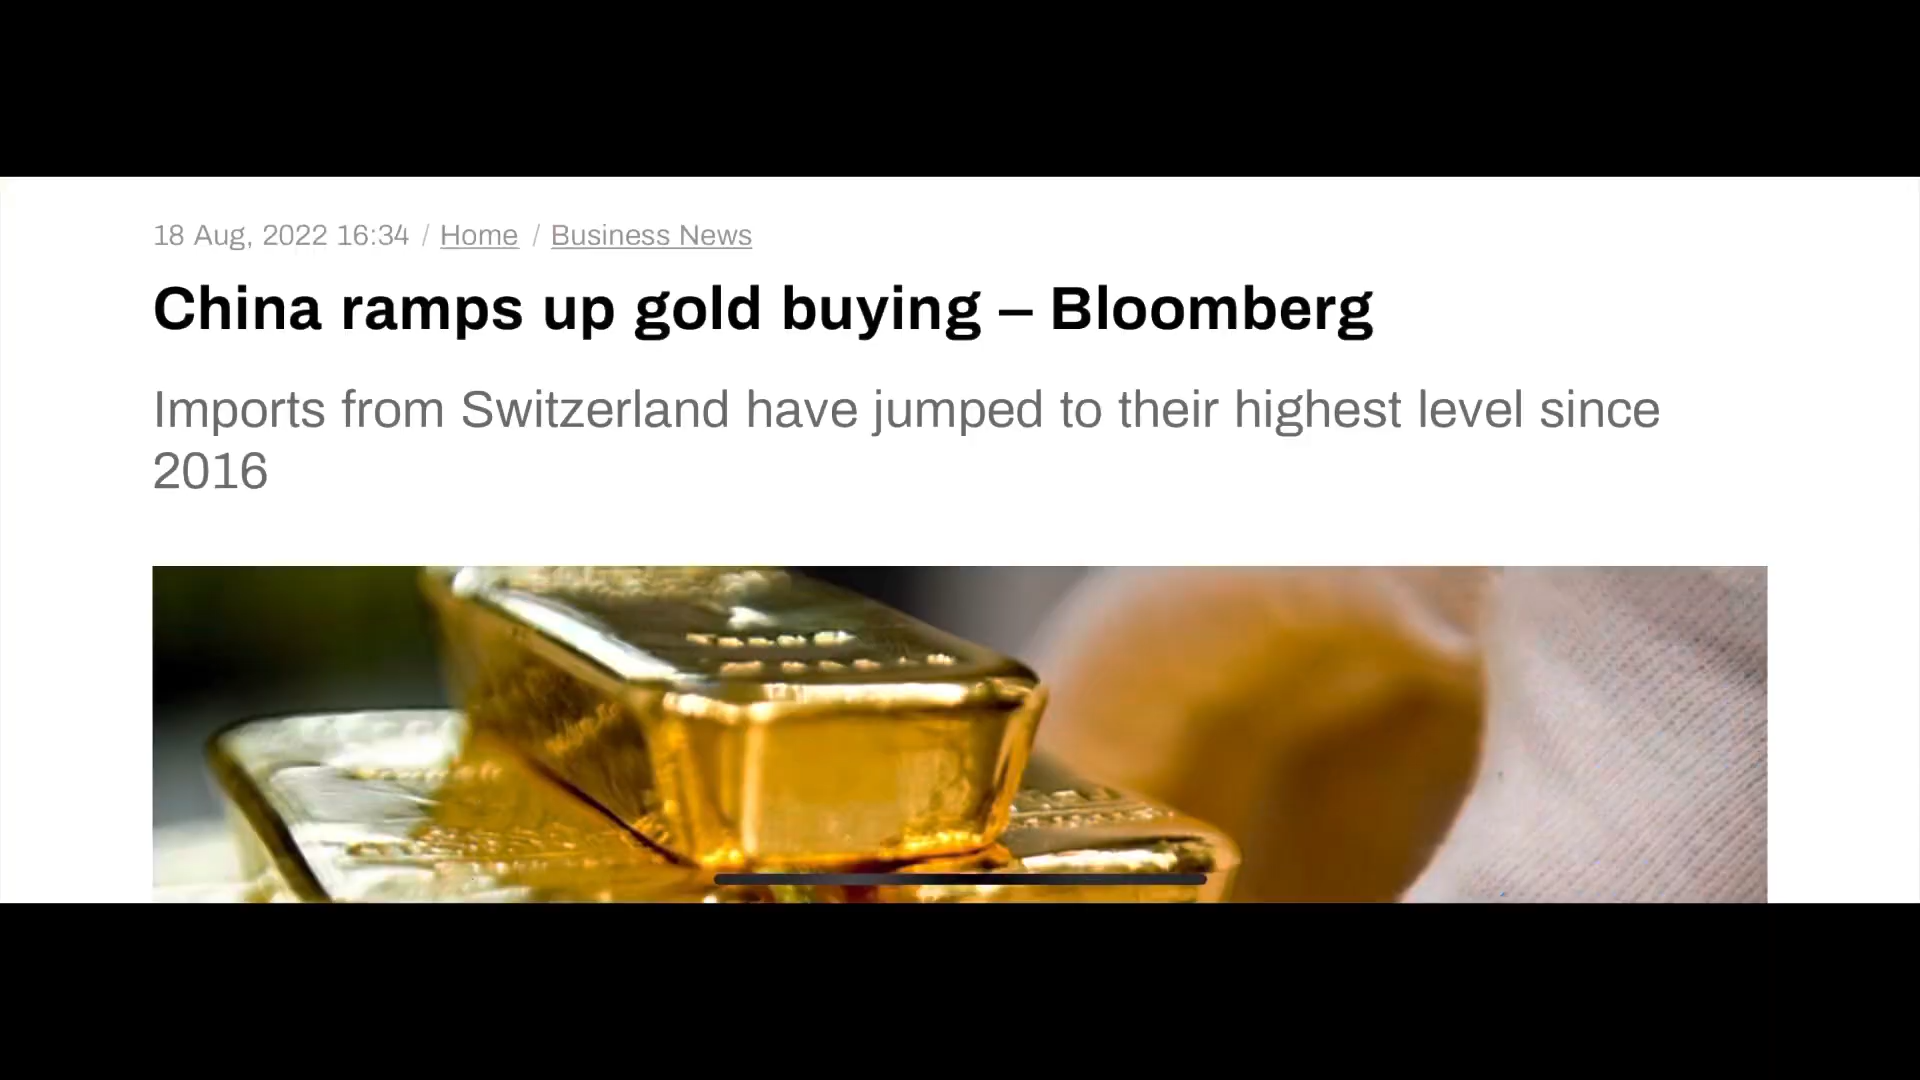 18 Aug, 2022 16:34 / Home / Business News
China ramps up gold buying – Bloomberg
Imports from Switzerland have jumped to their highest level since
2016